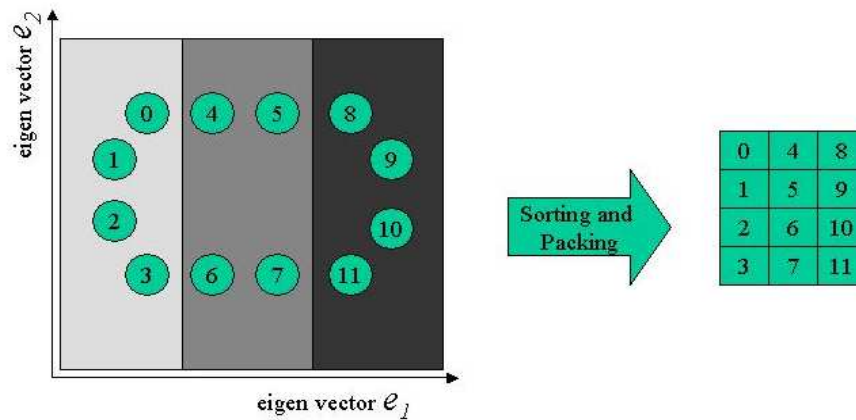 eigen vector e2
0 4 5 8
1 9
2 10
3 6 7 11
eigen vector e1
Sorting and
Packing
0 4 8
1 5 9
2 6 10
3 7 11